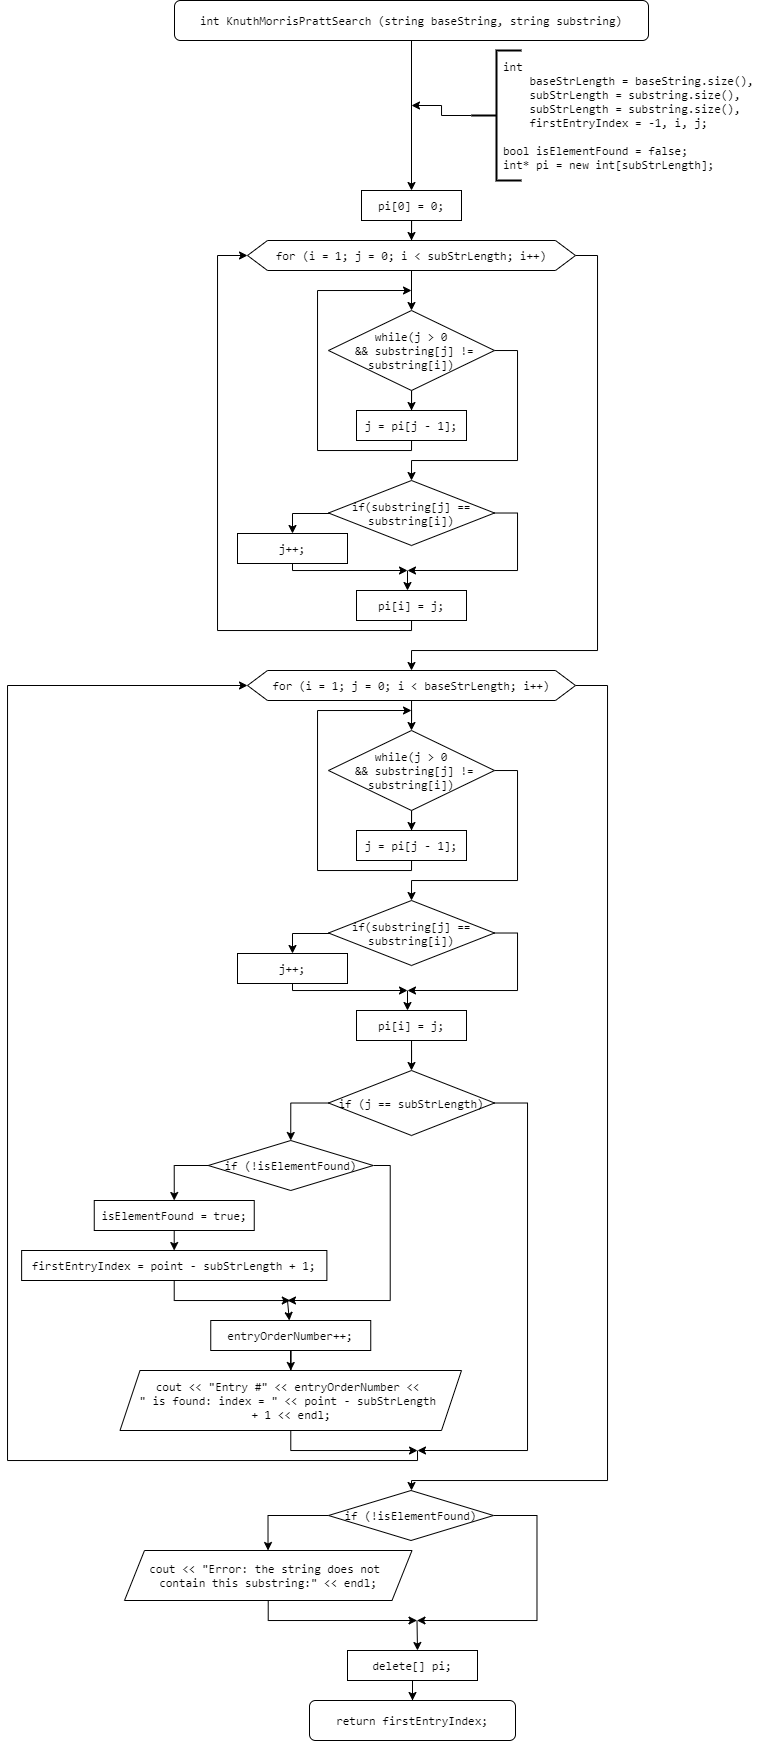 int KnuthMorrisPrattSearch (string baseString, string substring)
int
baseStrLength = baseString.size(),
subStrLength = substring.size(),
subStrLength = substring.size(),
firstEntryIndex = -1, i, j;
bool isElementFound = false;
int* pi = new int[subStrLength];
pi[0] = 0;
for (i = 1; j = 0; i < subStrLength; i++)
while(j > 0
&& substring[j] !=
substring[i])
j = pi[j - 1];
if(substring[j] ==
substring[i])
j++;
pi[i] = j;
for (i = 1; j = 0; i < baseStrLength; i++)
while(j > 0
&& substring[j] !=
substring[i])
j = pi[j - 1];
if(substring[j] ==
substring[i])
j++;
pi[i] = j;
if (j == subStrLength)
if (!isElementFound)
isElementFound = true;
firstEntryIndex = point - subStrLength + 1;
entryOrderNumber++;
cout << "Entry #" << entryOrderNumber <<
" is found: index = " << point - subStrLength
+ 1 << endl;
if (!isElementFound)
cout << "Error: the string does not
contain this substring:" << endl;
delete[] pi;
return firstEntryIndex;